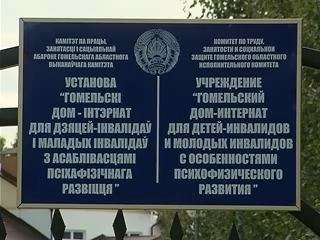 КАМІТЭТ ПА ПРАЦЫ,
ЗАНЯТАСЦІ І САЦЫЯЛЬНАЙ
АБАРОНЕ ГОМЕЛЬСКАГА АБЛАСНОГА
ВЫКАНАЎЧАГА КАМІТЭТА
УСТАНОВА
"ГОМЕЛЬСКІ
ДОМ - ІНТЭРНАТ
ДЛЯ ДЗЯЦЕЙ-ІНВАЛІДАЎ
І МАЛАДЫХ ІНВАЛІДАЎ
З АСАБЛІВАСЦЯМІ
ПСІХАФІЗІЧНАГА
РАЗВІЦЦЯ"
КОМИТЕТ ПО ТРУДУ,
ЗАНЯТОСТИ И СОЦИАЛЬНОЙ
ЗАЩИТЕ ГОМЕЛЬСКОГО ОБЛАСТНОГО
ИСПОЛНИТЕЛЬНОГО КОМИТЕТА
УЧРЕЖДЕНИЕ
"ГОМЕЛЬСКИЙ
ДОМ-ИНТЕРНАТ
ДЛЯ ДЕТЕЙ-ИНВАЛИДОВ
И МОЛОДЫХ ИНВАЛИДОВ
С ОСОБЕННОСТЯМИ
ПСИХОФИЗИЧЕСКОГО
РАЗВИТИЯ"